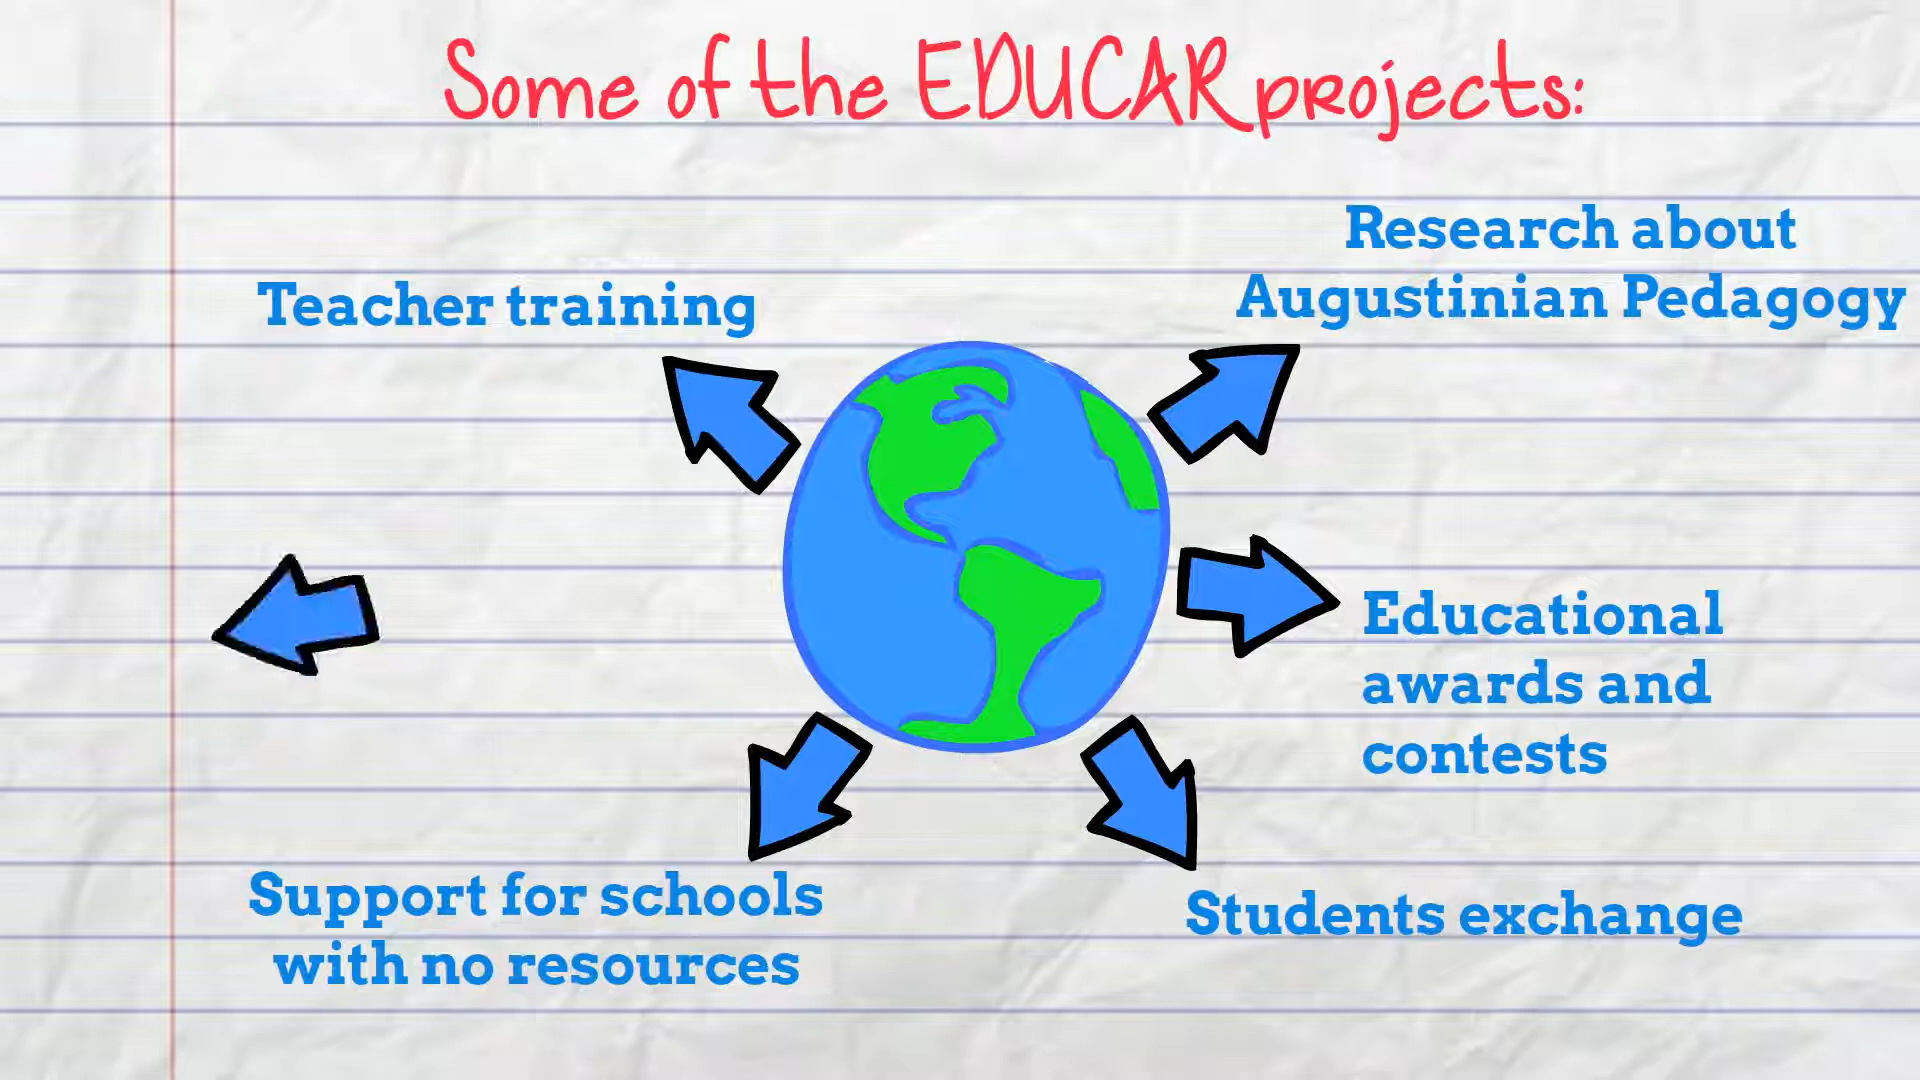 Some of the EDUCAR projects:
Teacher training
Research about
Augustinian Pedagogy
Educational
awards and
contests
Support for schools
with no resources
Students exchange